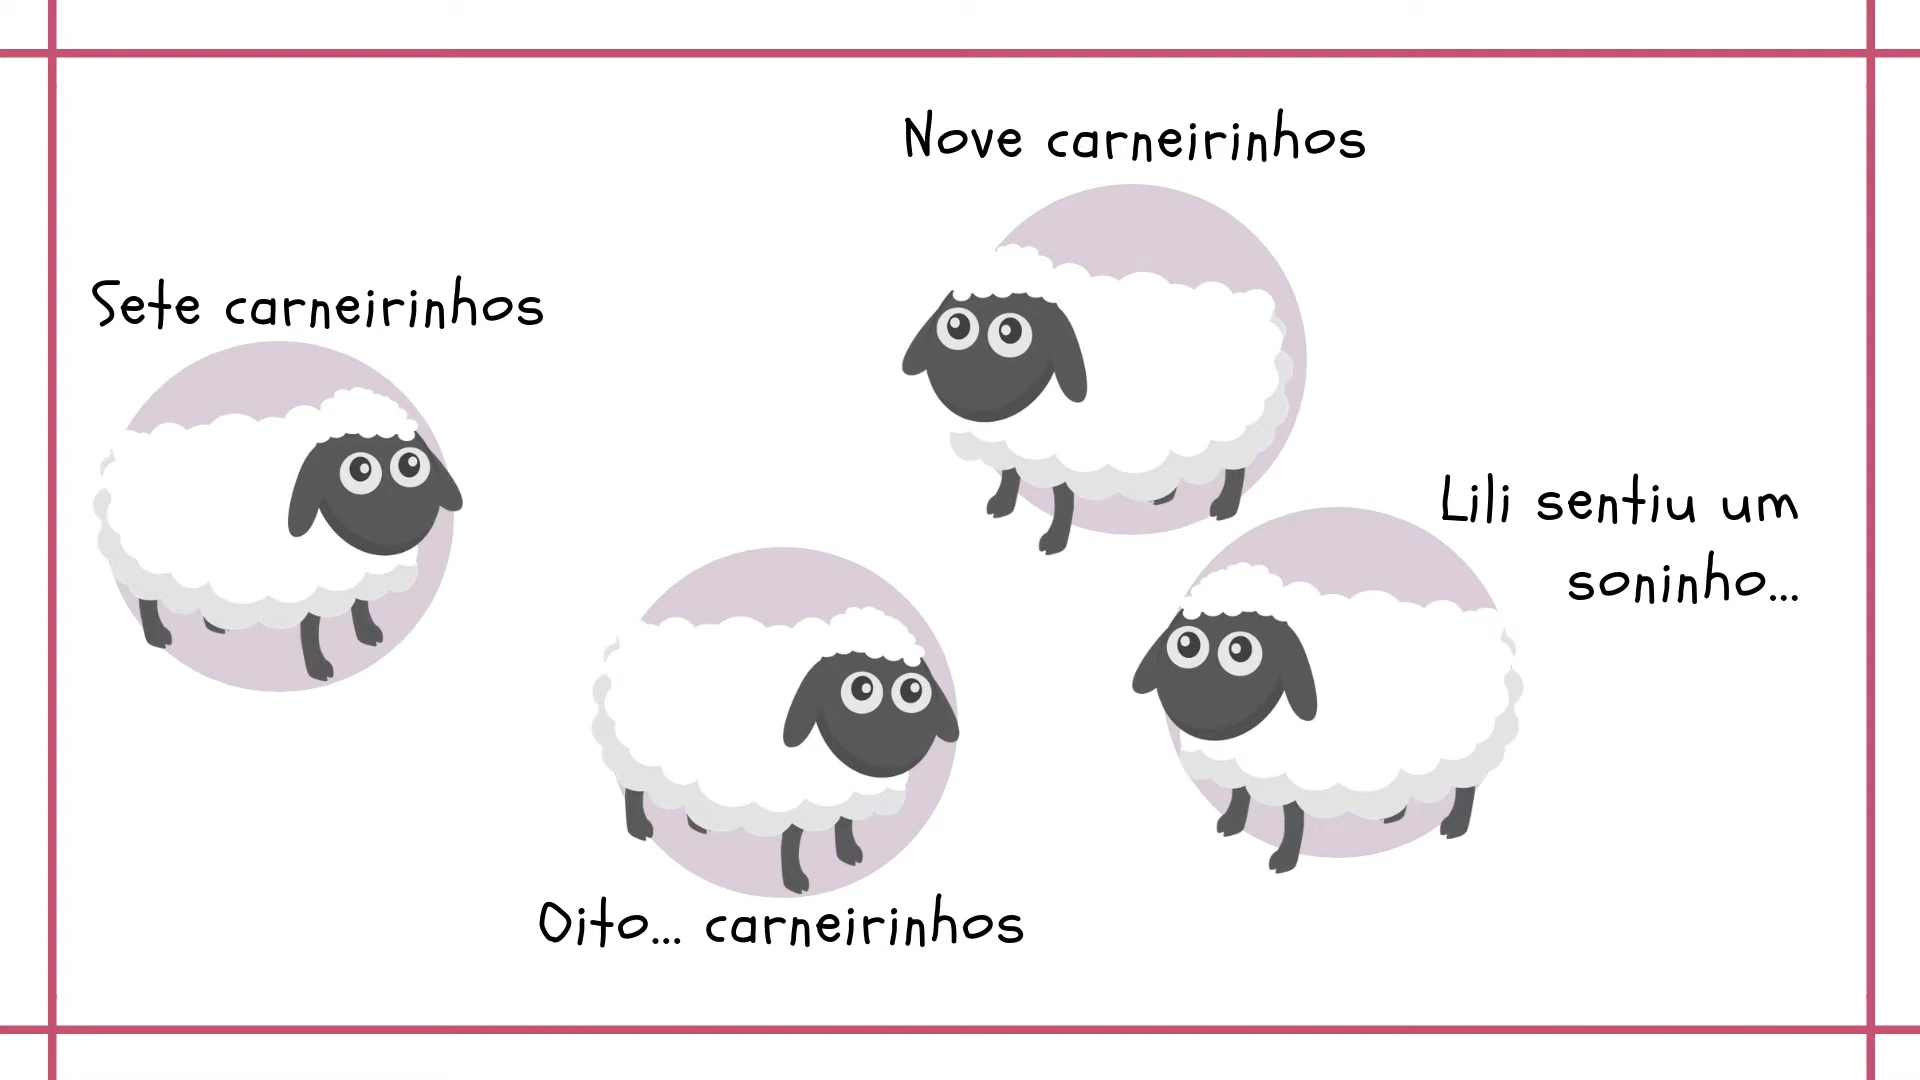 Sete carneirinhos
Oito... carneirinhos
Nove carneirinhos
Lili sentiu um
soninho...